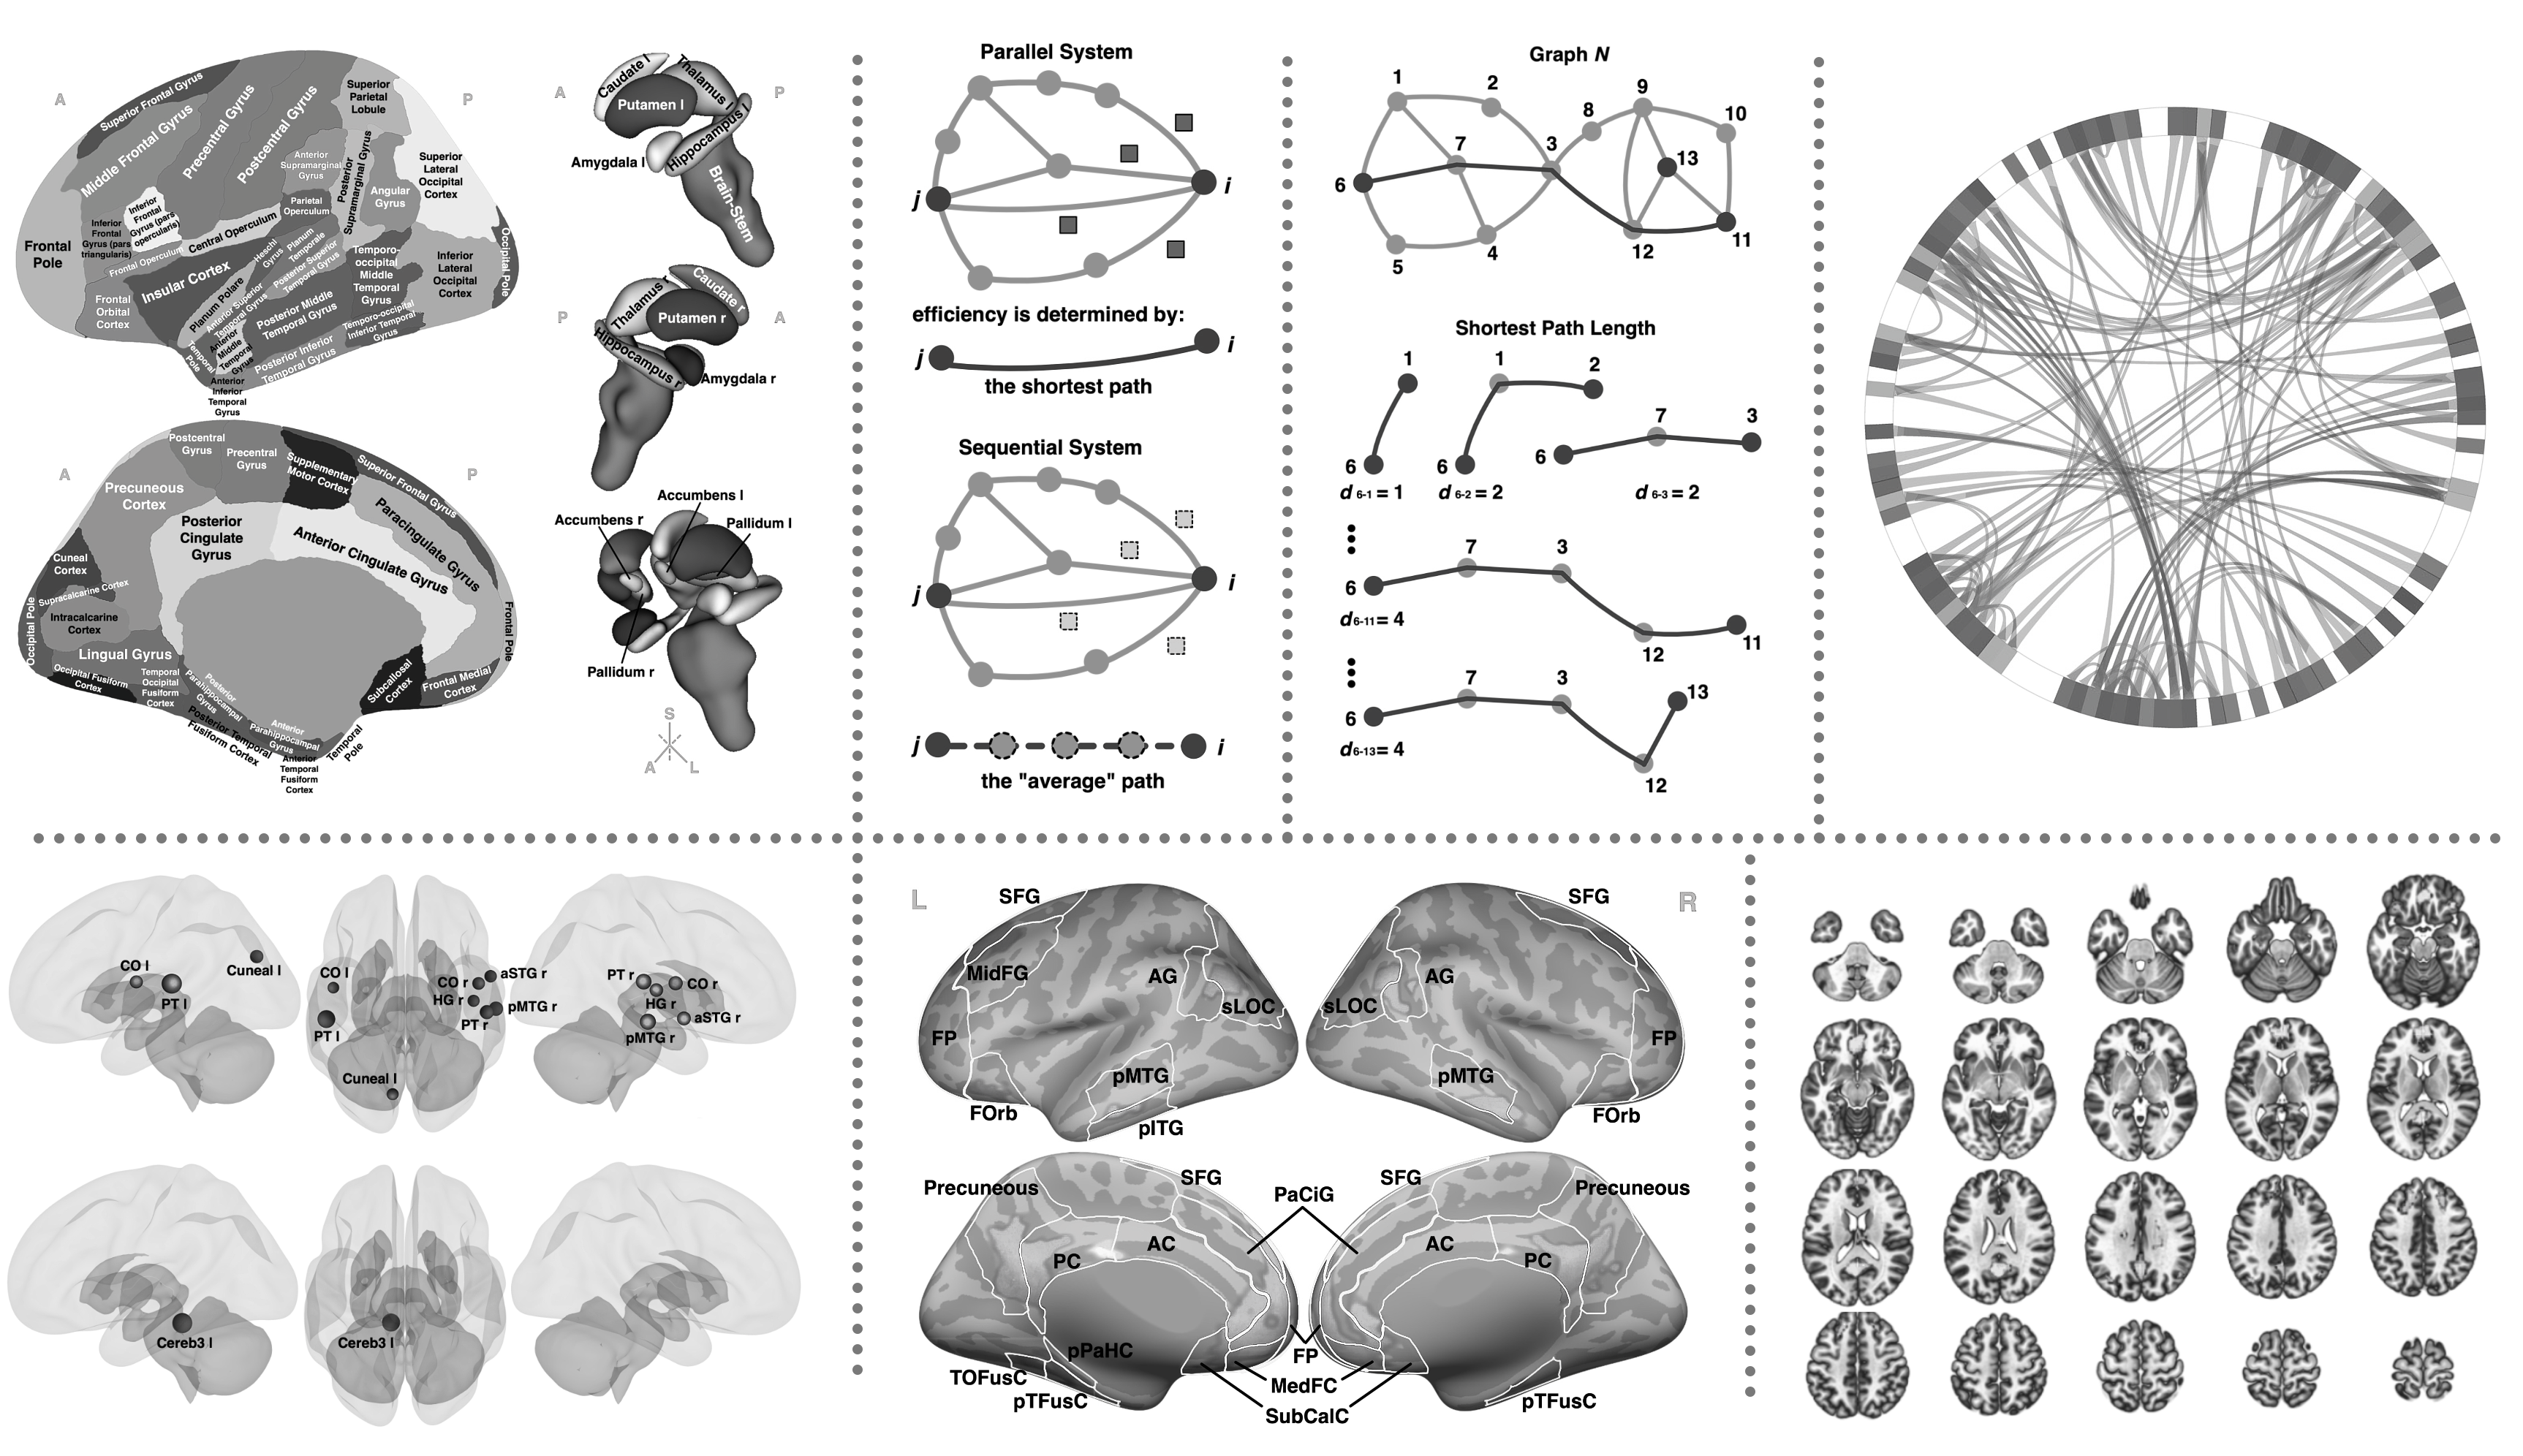 A
P
Superior Frontal Gyrus
Middle Frontal Gyrus
Precentral Gyrus
Postcentral Gyrus
Superior
Parietal
Lobule
Anterior
Supramarginal
Gyrus
Posterior
Supramarginal Gyrus
Superior
Lateral
Occipital
Cortex
Angular
Gyrus
Parietal
Operculum
Inferior
Frontal
Gyrus (pars
opercularis)
Inferior
Frontal
Gyrus (pars
triangularis)
Central Operculum
Frontal Operculum
Frontal
Pole
Insular Cortex
Heschl
Gyrus
Planum
Temporale
Posterior Superior
Temporal Gyrus
Planum Polare
Anterior Superior
Temporal Gyrus
Temporo-
occipital
Middle
Temporal
Gyrus
Inferior
Lateral
Occipital
Cortex
Occipital Pole
Frontal
Orbital
Cortex
Posterior Middle
Temporal Gyrus
Temporo-occipital
Inferior Temporal
Gyrus
Anterior
Middle
Temporal
Gyrus
Temporal
Pole
Posterior Inferior
Temporal Gyrus
Anterior
Inferior
Temporal
Gyrus
A
P
Postcentral
Gyrus
Precentral
Gyrus
Supplementary
Motor Cortex
Superior Frontal Gyrus
Precuneous
Cortex
Paracingulate Gyrus
Posterior
Cingulate
Gyrus
Anterior Cingulate Gyrus
Cuneal
Cortex
Supracalcarine Cortex
Intracalcarine
Cortex
Occipital Pole
Frontal Pole
Lingual Gyrus
Occipital Fusiform
Cortex
Temporal
Occipital
Fusiform
Cortex
Posterior
Parahippocampal
Gyrus
Subcallosal
Cortex
Frontal Medial
Cortex
Posterior Temporal
Fusiform Cortex
Anterior
Parahippocampal
Gyrus
Temporal
Pole
Anterior
Temporal
Fusiform
Cortex
A
P
Caudate l
Thalamus l
Putamen l
Hippocampus l
Amygdala l
Brain-Stem
P
A
Thalamus r
Caudate r
Putamen r
Hippocampus r
Amygdala r
Accumbens l
Accumbens r
Pallidum l
Pallidum r
S
A
L
Parallel System
j
i
efficiency is determined by:
j
i
the shortest path
Sequential System
j
i
j
i
the "average" path
Graph N
1
2
9
8
10
7
3
13
6
5
4
12
11
Shortest Path Length
1
6
d 6-1 = 1
1
2
6
d 6-2 = 2
7
3
6
d 6-3 = 2
7
3
6
12
11
d6-11= 4
7
3
6
13
12
d6-13= 4
CO l
PT l
Cuneal l
CO l
PT l
Cuneal l
aSTG r
CO r
HG r
pMTG r
PT r
PT r
CO r
HG r
aSTG r
pMTG r
Cereb3 l
Cereb3 l
L
R
SFG
MidFG
AG
sLOC
FP
pMTG
FOrb
pITG
SFG
AG
sLOC
FP
pMTG
FOrb
Precuneous
SFG
PaCiG
SFG
Precuneous
AC
PC
AC
PC
pPaHC
TOFusC
pTFusC
FP
MedFC
SubCalC
pTFusC